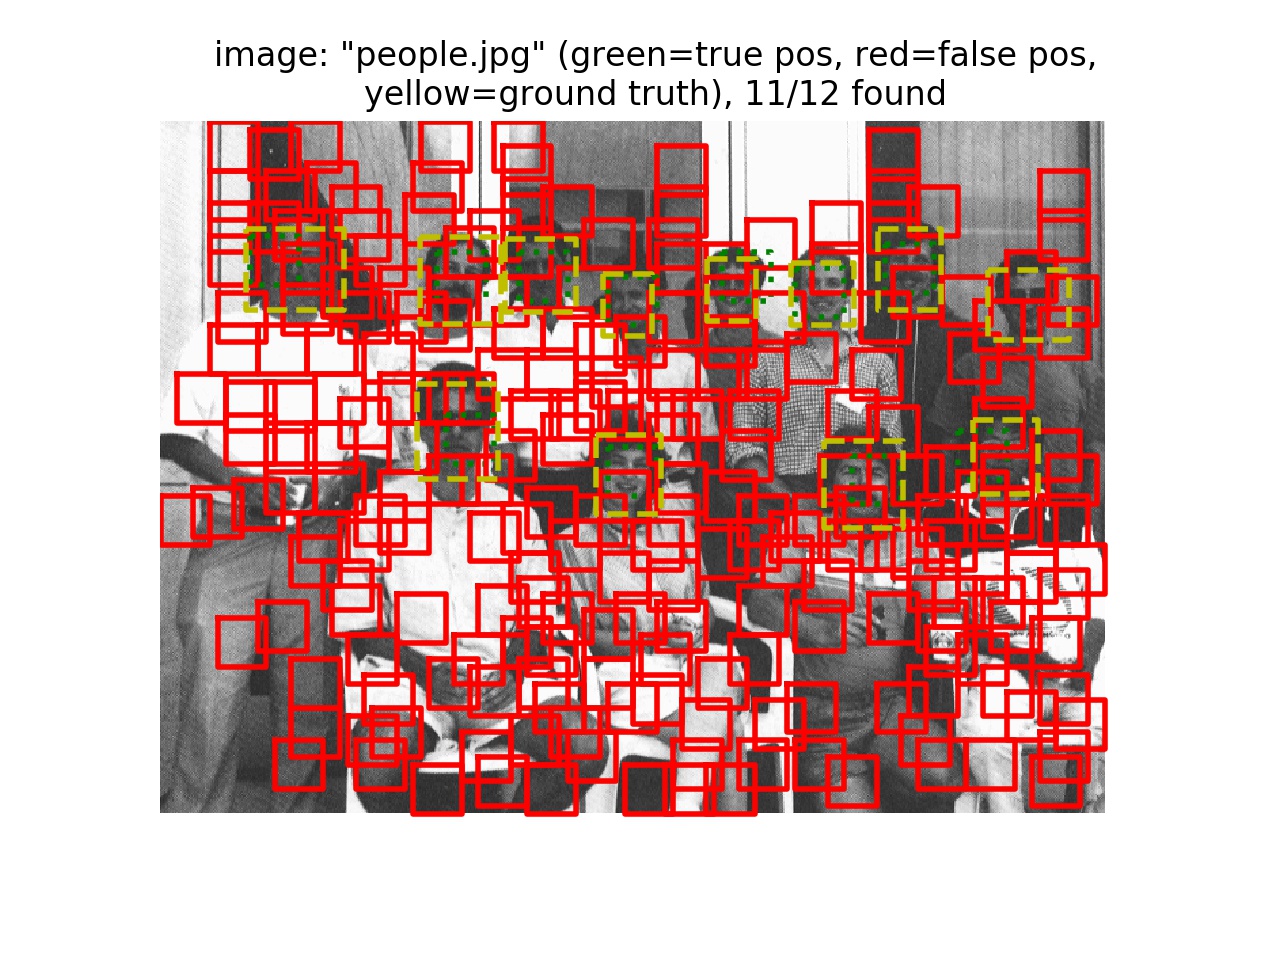 image: "people.jpg" (green=true pos, red=false pos,
yellow=ground truth), 11/12 found